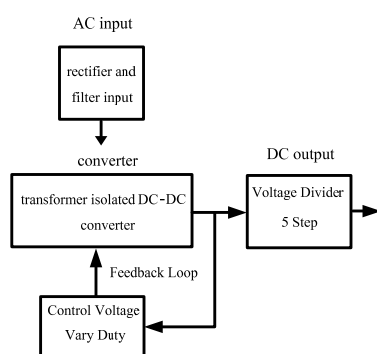 AC input
rectifier and
filter input
converter
transformer isolated DC-DC
converter
DC output
Voltage Divider
5 Step
Feedback Loop
Control Voltage
Vary Duty